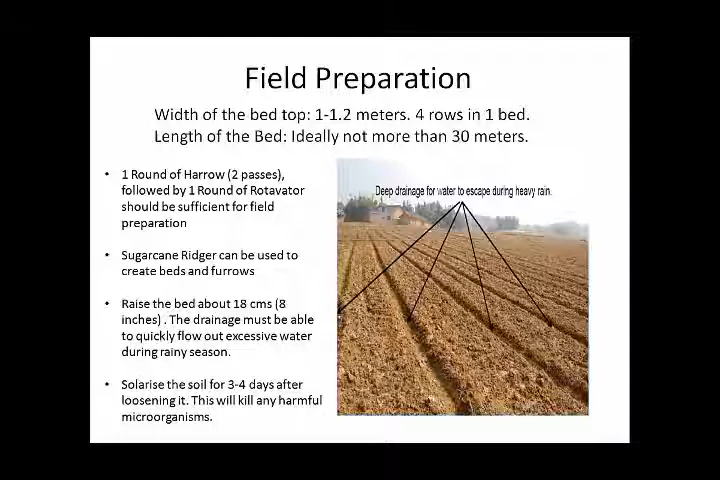 Field Preparation
Width of the bed top: 1-1.2 meters. 4 rows in 1 bed.
Length of the Bed: Ideally not more than 30 meters.
• 1 Round of Harrow (2 passes),
followed by 1 Round of Rotavator
should be sufficient for field
preparation
• Sugarcane Ridger can be used to
create beds and furrows
• Raise the bed about 18 cms (8
inches) . The drainage must be able
to quickly flow out excessive water
during rainy season.
• Solarise the soil for 3-4 days after
loosening it. This will kill any harmful
microorganisms.
Deep drainage for water to escape during heavy rain.